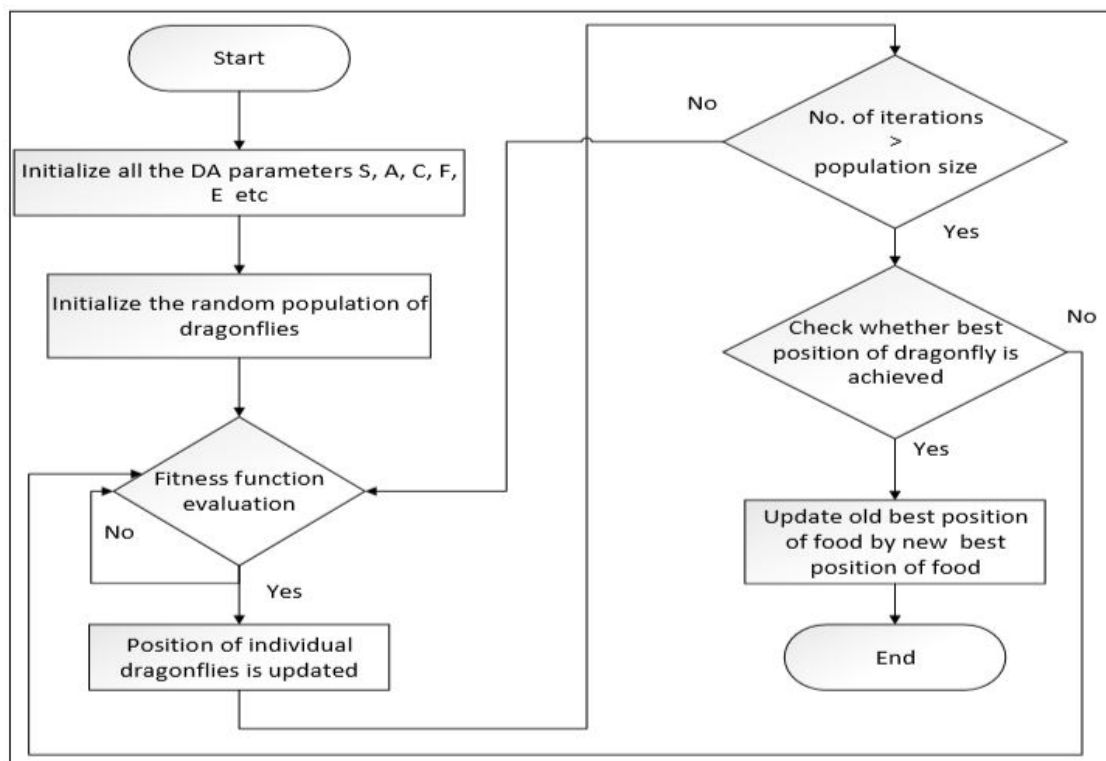 Start
Initialize all the DA parameters S, A, C, F,
E etc
Initialize the random population of
dragonflies
Fitness function
evaluation
No
Yes
Position of individual
dragonflies is updated
No
No. of iterations
>
population size
Yes
Check whether best
position of dragonfly is
achieved
No
Yes
Update old best position
of food by new best
position of food
End